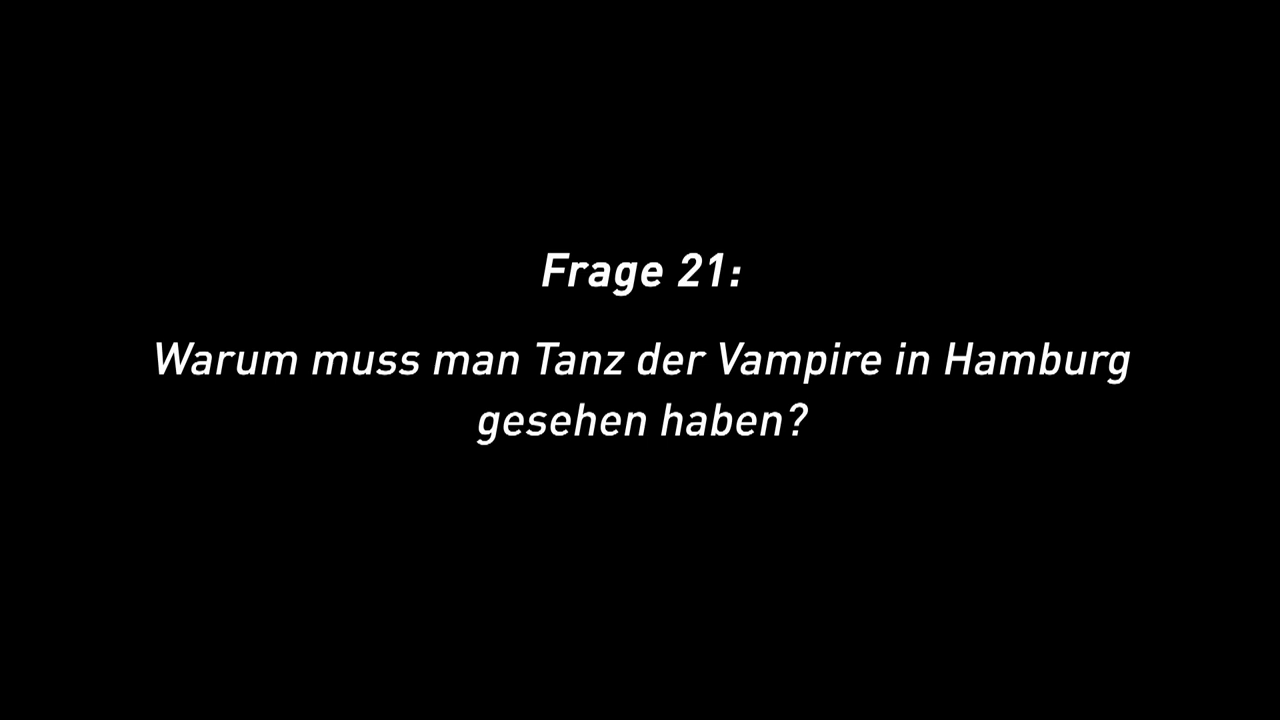 Frage 21:
Warum muss man Tanz der Vampire in Hamburg
gesehen haben?